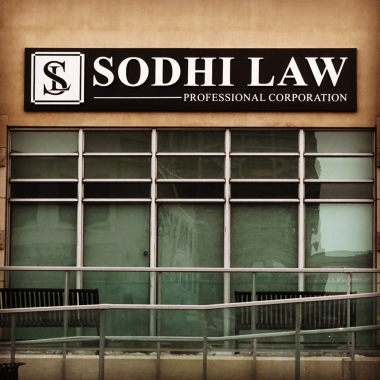 SL SODHI LAW
PROFESSIONAL CORPORATION